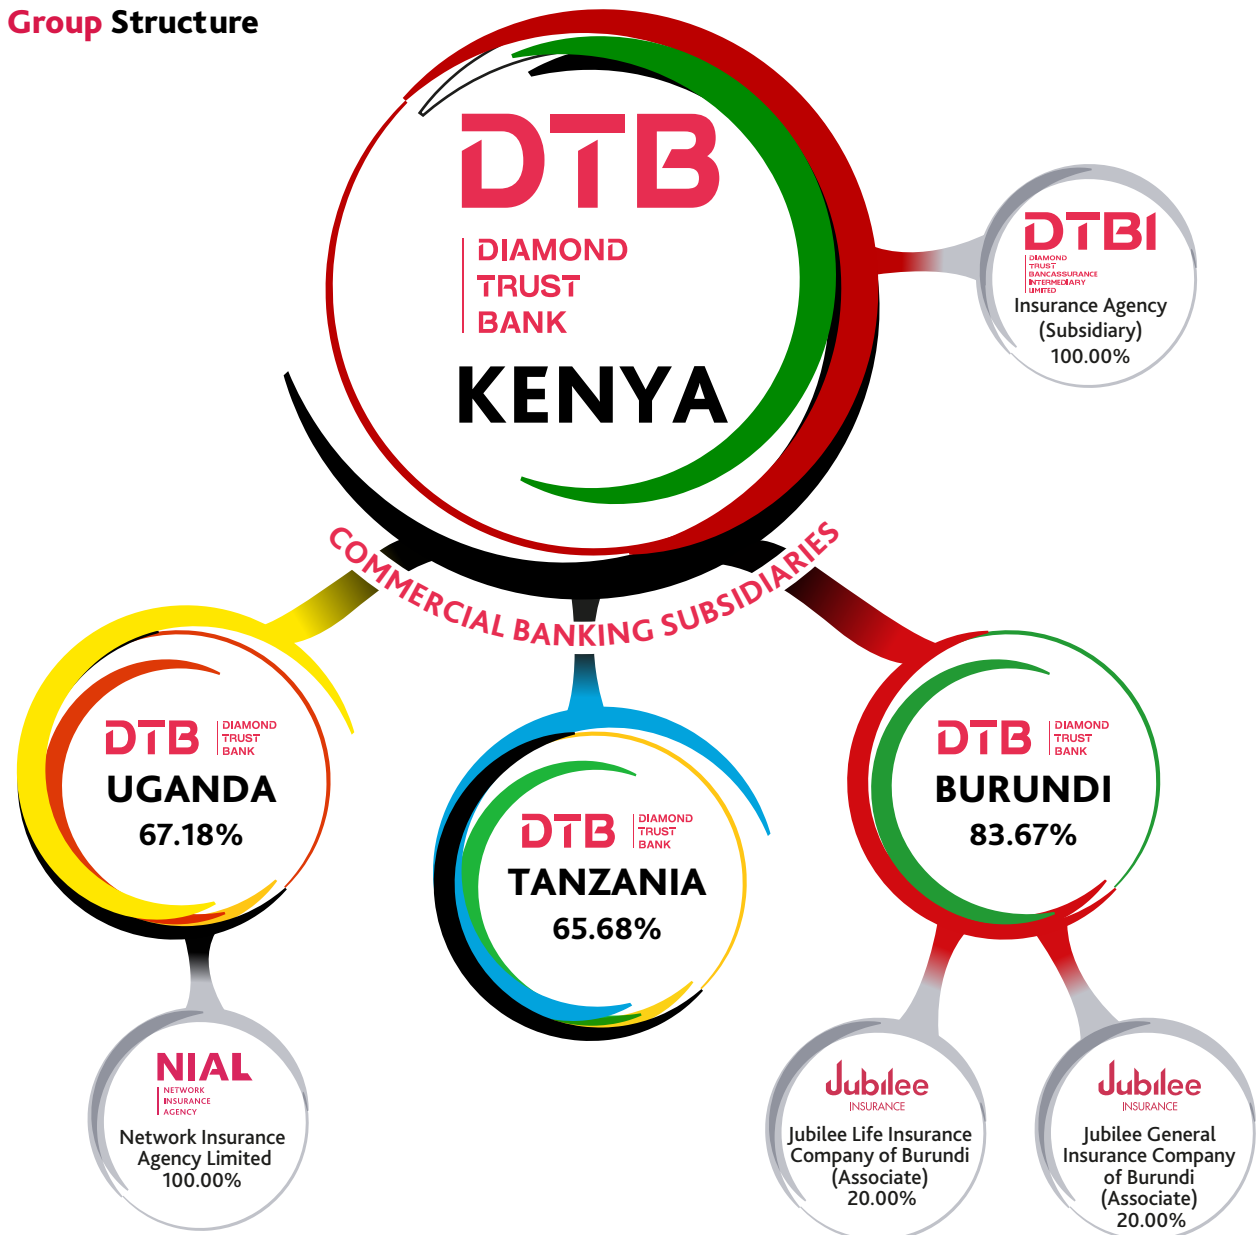 Group Structure
DTB
DIAMOND
TRUST
BANK
KENYA
DTBI
DIAMOND
TRUST
BANCASSURANCE
INTERMEDIARY
LIMITED
Insurance Agency
(Subsidiary)
100.00%
COMMERCIAL BANKING SUBSIDIARIES
DTB
DIAMOND
TRUST
BANK
UGANDA
67.18%
DTB
DIAMOND
TRUST
BANK
TANZANIA
65.68%
DTB
DIAMOND
TRUST
BANK
BURUNDI
83.67%
NIAL
NETWORK
INSURANCE
AGENCY
Network Insurance
Agency Limited
100.00%
Jubilee
INSURANCE
Jubilee Life Insurance
Company of Burundi
(Associate)
20.00%
Jubilee
INSURANCE
Jubilee General
Insurance Company
of Burundi
(Associate)
20.00%